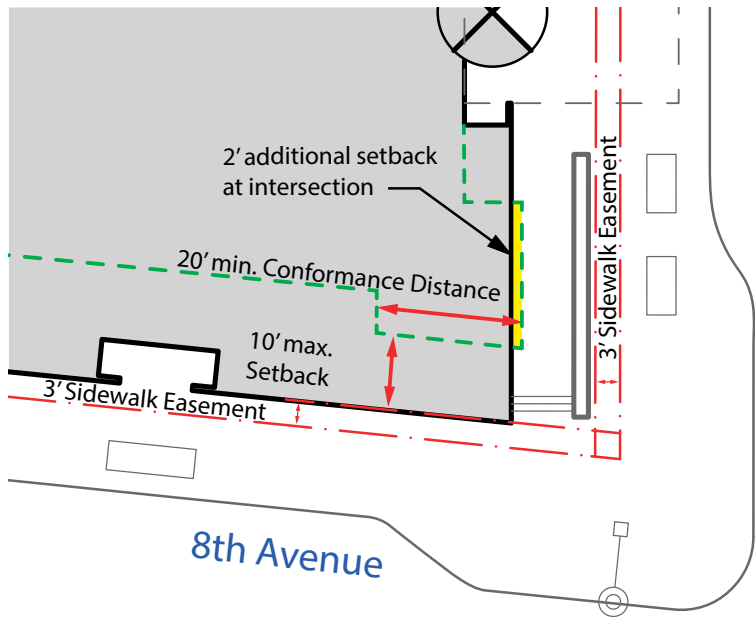 2’ additional setback
at intersection
3’ Sidewalk Easement
20’ min. Conformance Distance
10’ max.
Setback
3’ Sidewalk Easement
8th Avenue